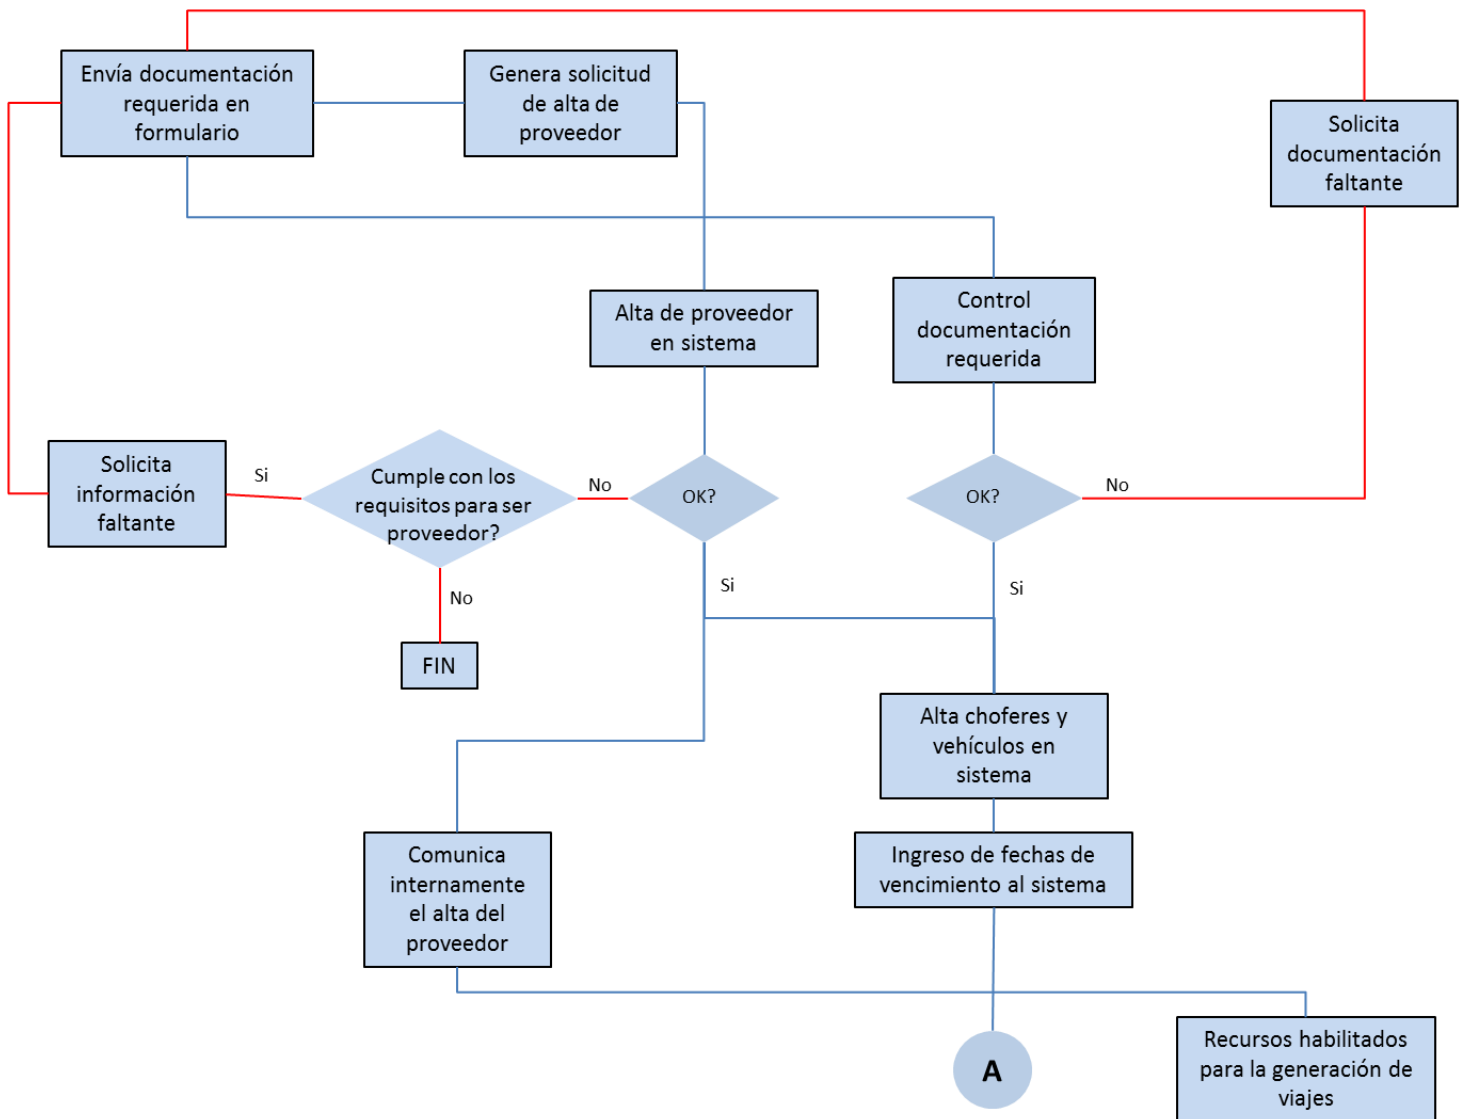 Envía documentación
requerida en
formulario
Genera solicitud
de alta de
proveedor
Solicita
documentación
faltante
Alta de proveedor
en sistema
Control
documentación
requerida
Solicita
información
faltante
Si
Cumple con los
requisitos para ser
proveedor?
No
OK?
OK?
No
No
Si
Si
FIN
Alta choferes y
vehículos en
sistema
Comunica
internamente
el alta del
proveedor
Ingreso de fechas de
vencimiento al sistema
A
Recursos habilitados
para la generación de
viajes